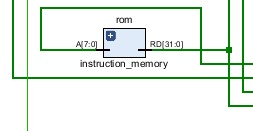 rom
A[7:0] RD[31:0]
instruction_memory